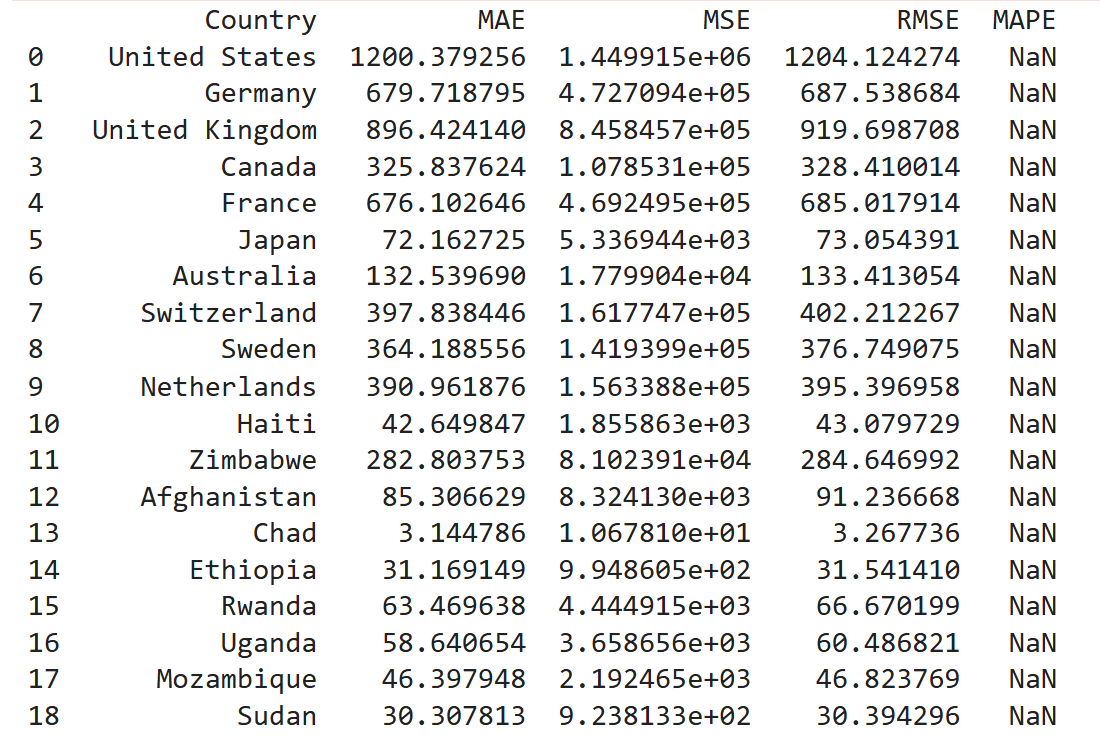 Country MAE MSE RMSE MAPE
0 United States 1200.379256 1.449915e+06 1204.124274 NaN
1 Germany 679.718795 4.727094e+05 687.538684 NaN
2 United Kingdom 896.424140 8.458457e+05 919.698708 NaN
3 Canada 325.837624 1.078531e+05 328.410014 NaN
4 France 676.102646 4.692495e+05 685.017914 NaN
5 Japan 72.162725 5.336944e+03 73.054391 NaN
6 Australia 132.539690 1.779904e+04 133.413054 NaN
7 Switzerland 397.838446 1.617747e+05 402.212267 NaN
8 Sweden 364.188556 1.419399e+05 376.749075 NaN
9 Netherlands 390.961876 1.563388e+05 395.396958 NaN
10 Haiti 42.649847 1.855863e+03 43.079729 NaN
11 Zimbabwe 282.803753 8.102391e+04 284.646992 NaN
12 Afghanistan 85.306629 8.324130e+03 91.236668 NaN
13 Chad 3.144786 1.067810e+01 3.267736 NaN
14 Ethiopia 31.169149 9.948605e+02 31.541410 NaN
15 Rwanda 63.469638 4.444915e+03 66.670199 NaN
16 Uganda 58.640654 3.658656e+03 60.486821 NaN
17 Mozambique 46.397948 2.192465e+03 46.823769 NaN
18 Sudan 30.307813 9.238133e+02 30.394296 NaN